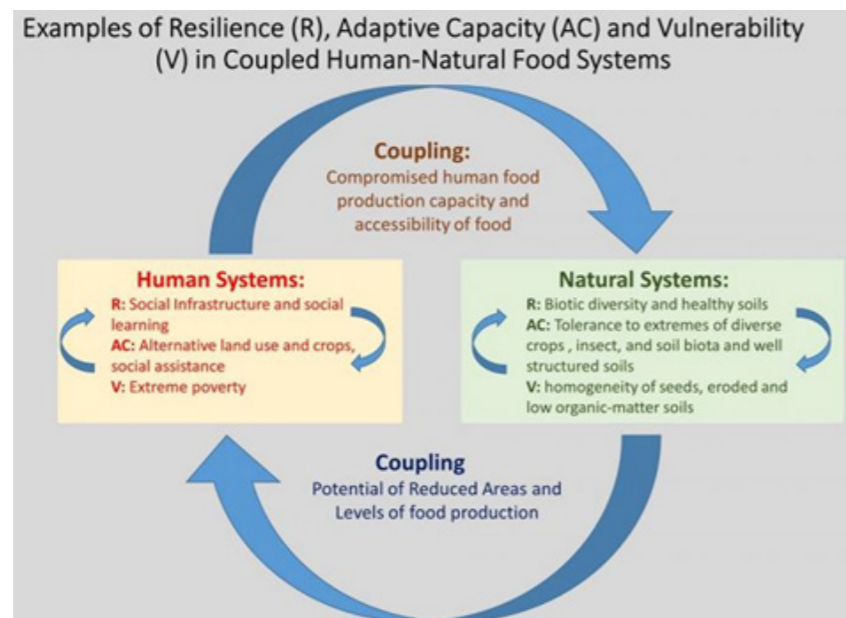 Examples of Resilience (R), Adaptive Capacity (AC) and Vulnerability
(V) in Coupled Human-Natural Food Systems
Coupling:
Compromised human food
production capacity and
accessibility of food
Human Systems:
R: Social Infrastructure and social
learning
AC: Alternative land use and crops,
social assistance
V: Extreme poverty
Natural Systems:
R: Biotic diversity and healthy soils
AC: Tolerance to extremes of diverse
crops , insect, and soil biota and well
structured soils
V: homogeneity of seeds, eroded and
low organic-matter soils
Coupling
Potential of Reduced Areas and
Levels of food production